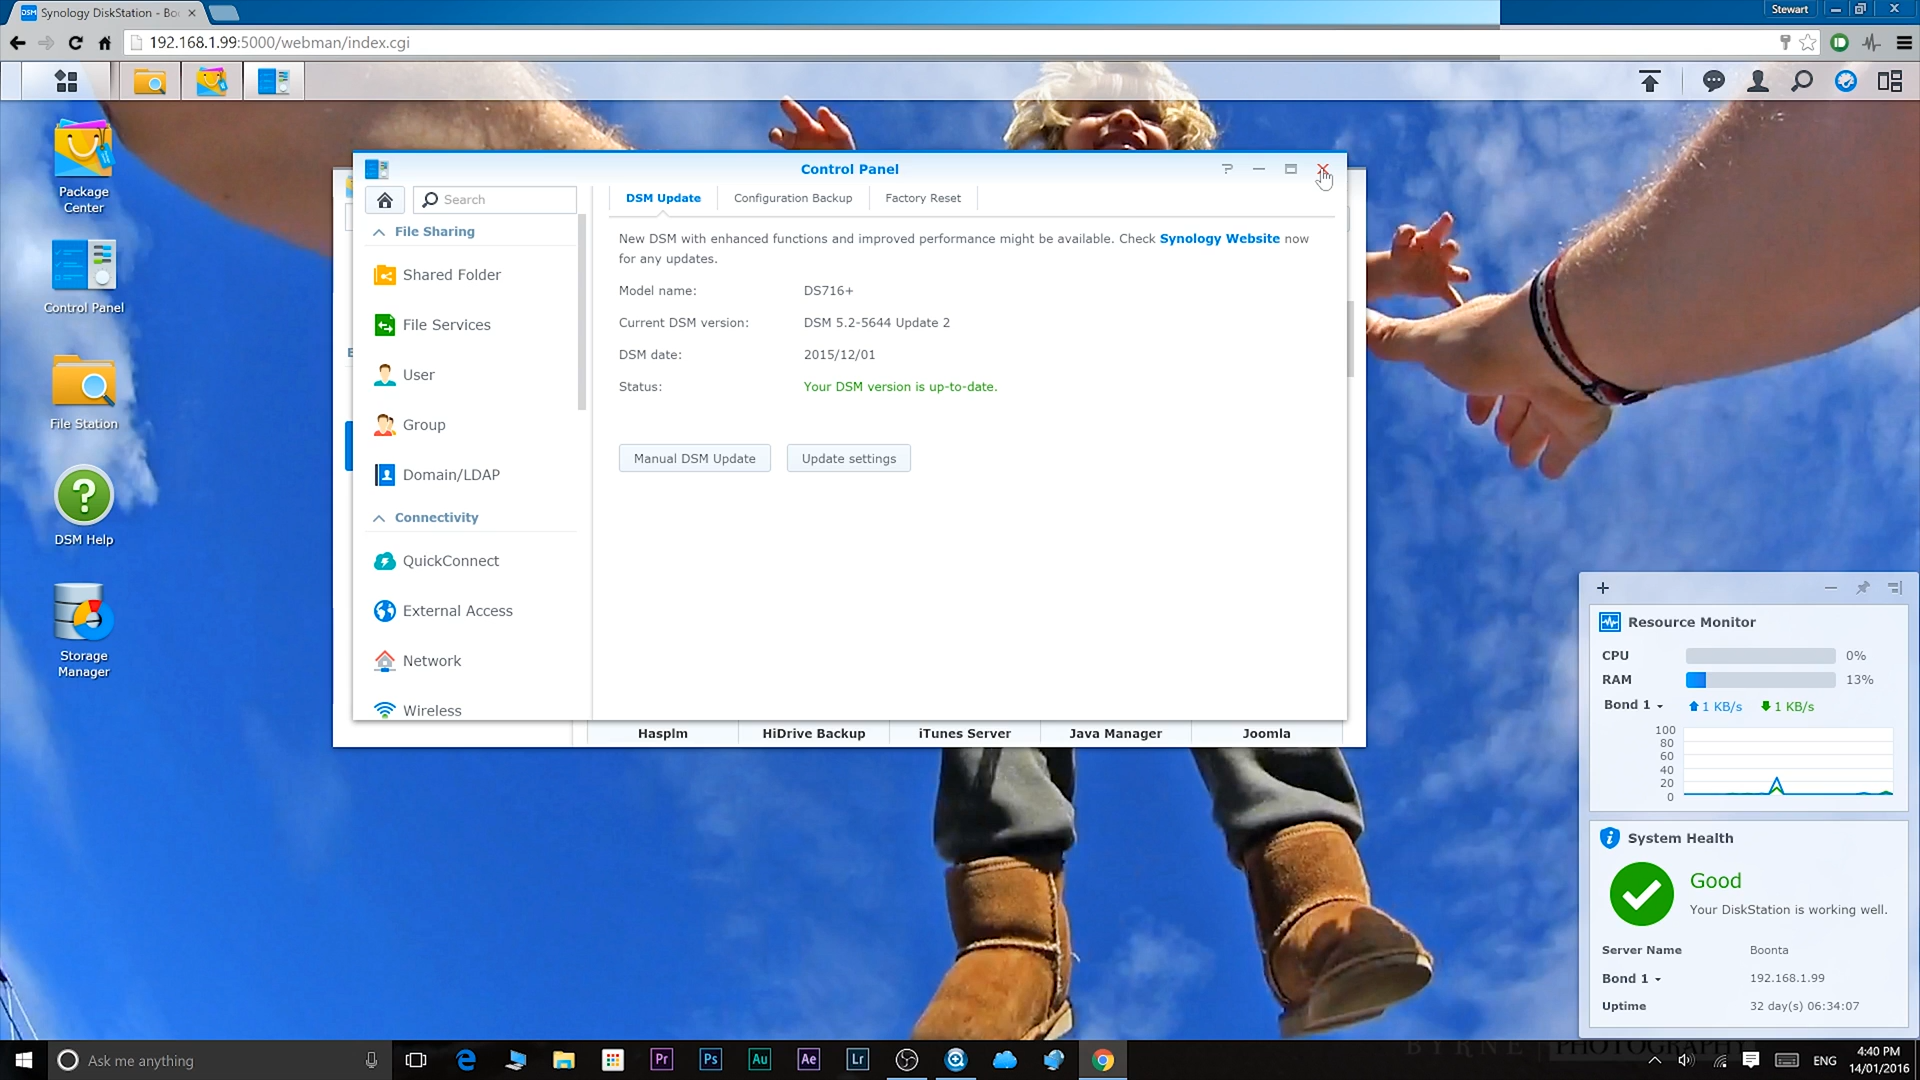 Synology DiskStation - Boo
Stewart
192.168.1.99:5000/webman/index.cgi
Package
Center
Control Panel
File Station
DSM Help
Storage
Manager
Control Panel
Search
File Sharing
Shared Folder
File Services
User
Group
Domain/LDAP
Connectivity
QuickConnect
External Access
Network
Wireless
DSM Update
Configuration Backup
Factory Reset
New DSM with enhanced functions and improved performance might be available. Check Synology Website now
for any updates.
Model name: DS716+
Current DSM version: DSM 5.2-5644 Update 2
DSM date: 2015/12/01
Status: Your DSM version is up-to-date.
Manual DSM Update
Update settings
Hasplm
HiDrive Backup
iTunes Server
Java Manager
Joomla
Resource Monitor
CPU 0%
RAM 13%
Bond 1 1 KB/s 1 KB/s
100
80
60
40
20
0
System Health
Good
Your DiskStation is working well.
Server Name Boonta
Bond 1 192.168.1.99
Uptime 32 day(s) 06:34:07
BYRNE PHOTOGRAPHY
Ask me anything
Pr
Ps
Au
Ae
Lr
ENG
4:40 PM
14/01/2016